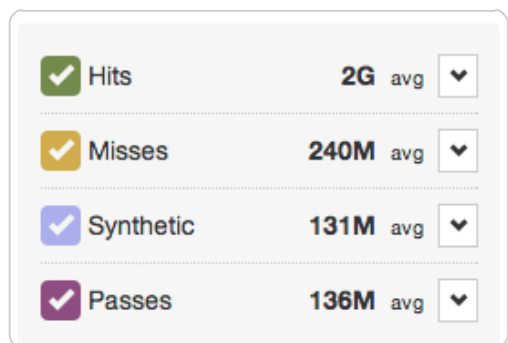 Hits 2G avg
Misses 240M avg
Synthetic 131M avg
Passes 136M avg